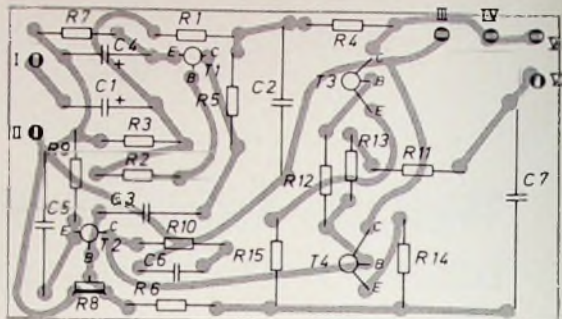 R7 R1 R4 III IV V
I C4 + E C T1 B C
C1 + R5 C2 T3 B
II R3 E
R9 R2 R12 R13 R11 C7
C5 C3
E C T2 R10 C
B C6 R15 T4 B R14
R8 R6 E